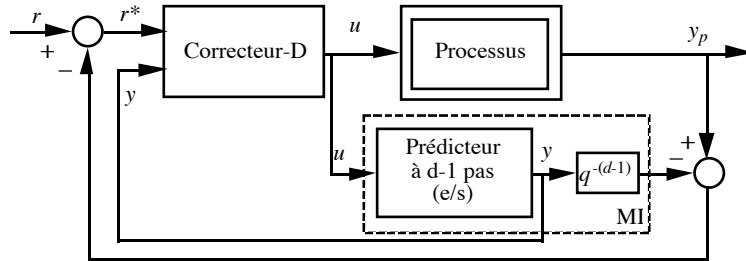 r
r*
+
−
Correcteur-D
y
u
Processus
y_p
u
Prédicteur
à d-1 pas
(e/s)
y
q^-(d-1)
−
+
MI